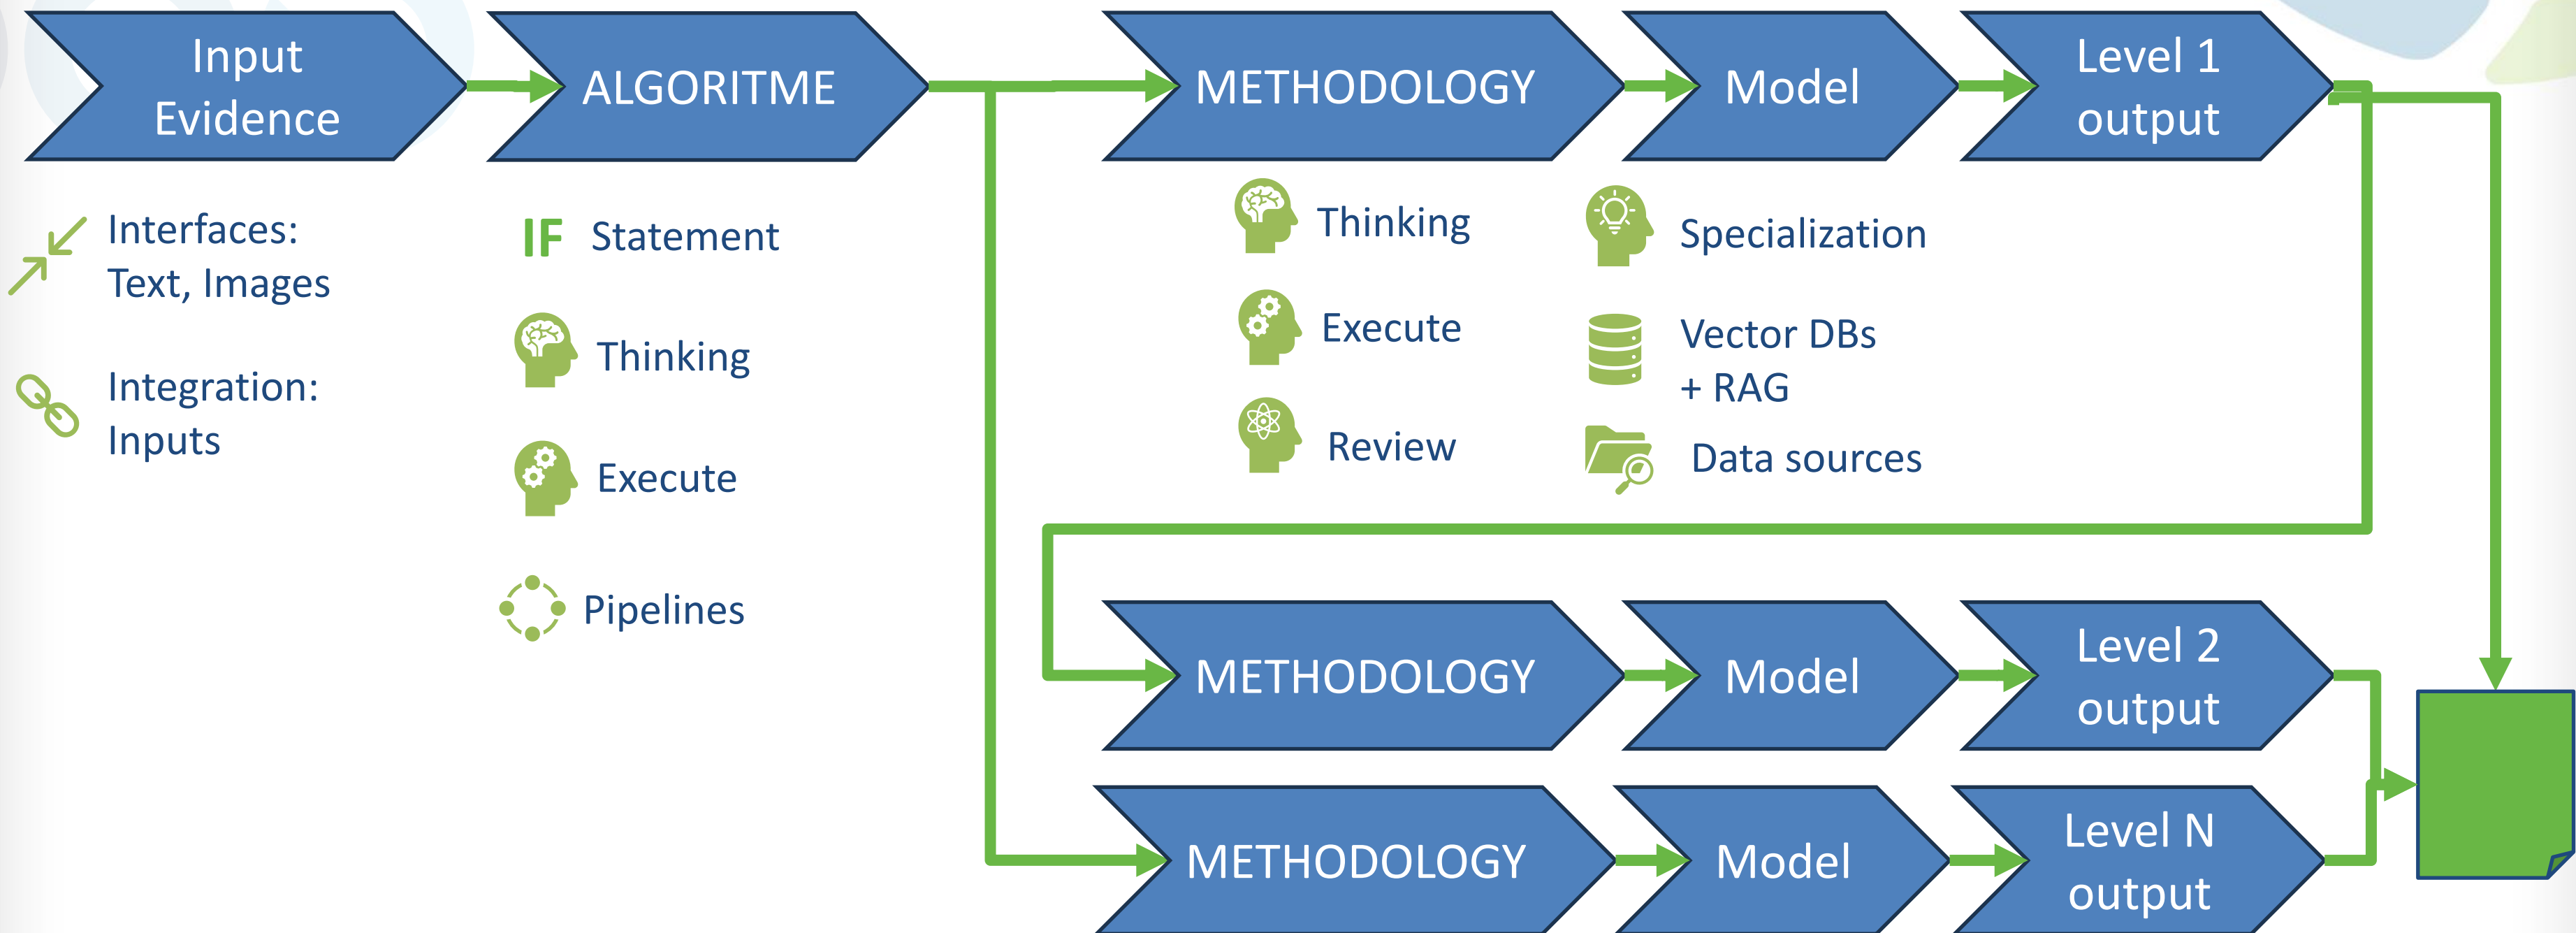 Input
Evidence
ALGORITME
METHODOLOGY
Model
Level 1
output
Interfaces:
Text, Images
Integration:
Inputs
IF Statement
Thinking
Execute
Pipelines
Thinking
Execute
Review
Specialization
Vector DBs
+ RAG
Data sources
METHODOLOGY
Model
Level 2
output
METHODOLOGY
Model
Level N
output